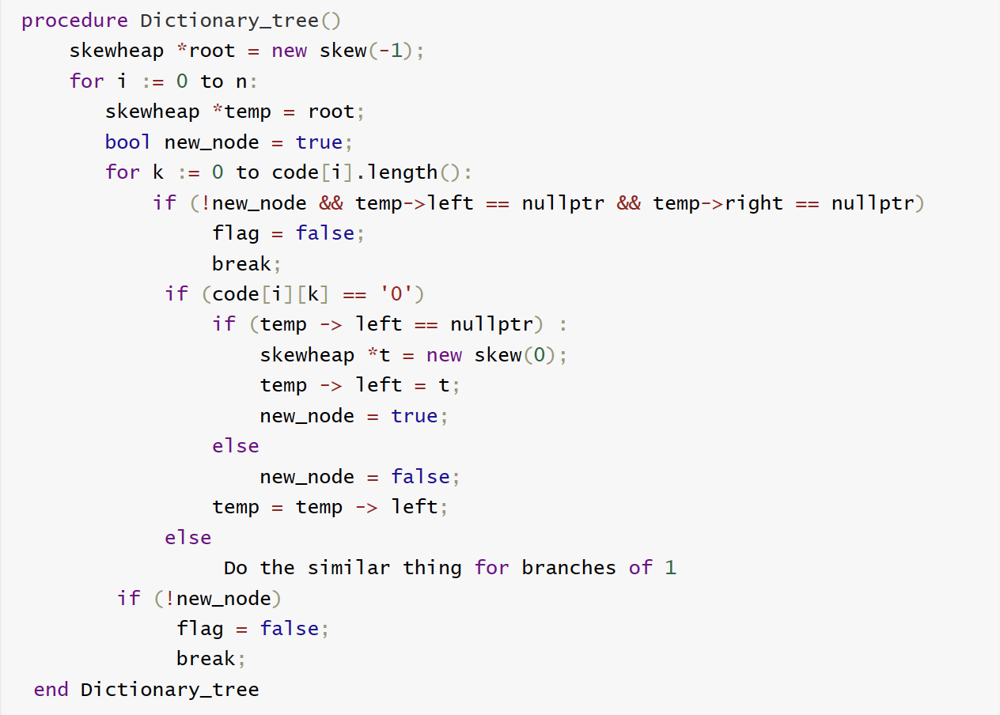 procedure Dictionary_tree()
    skewheap *root = new skew(-1);
    for i := 0 to n:
       skewheap *temp = root;
       bool new_node = true;
       for k := 0 to code[i].length():
           if (!new_node && temp->left == nullptr && temp->right == nullptr)
                flag = false;
                break;
            if (code[i][k] == '0')
                if (temp -> left == nullptr) :
                    skewheap *t = new skew(0);
                    temp -> left = t;
                    new_node = true;
                else
                    new_node = false;
                temp = temp -> left;
            else
                 Do the similar thing for branches of 1
        if (!new_node)
             flag = false;
             break;
 end Dictionary_tree